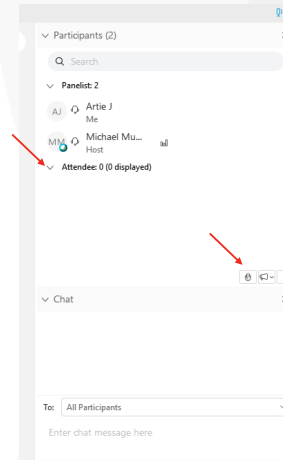 Participants (2)
Search
Panelist: 2
AJ
Artie J
Me
MM
Michael Mu...
Host
Attendee: 0 (0 displayed)
Chat
To: All Participants
Enter chat message here